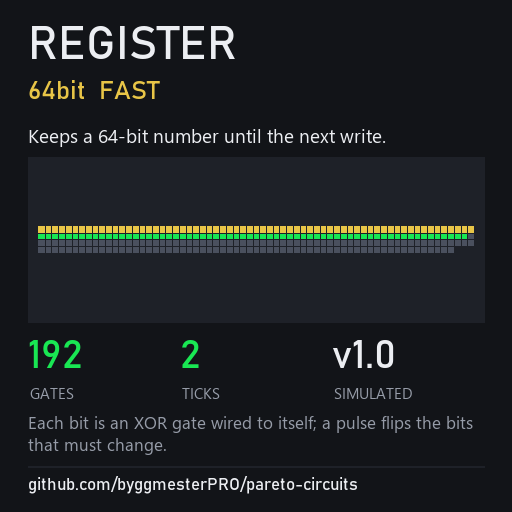 REGISTER
64bit FAST
Keeps a 64-bit number until the next write.
192 2 v1.0
GATES TICKS SIMULATED
Each bit is an XOR gate wired to itself; a pulse flips the bits
that must change.
github.com/byggmesterPRO/pareto-circuits